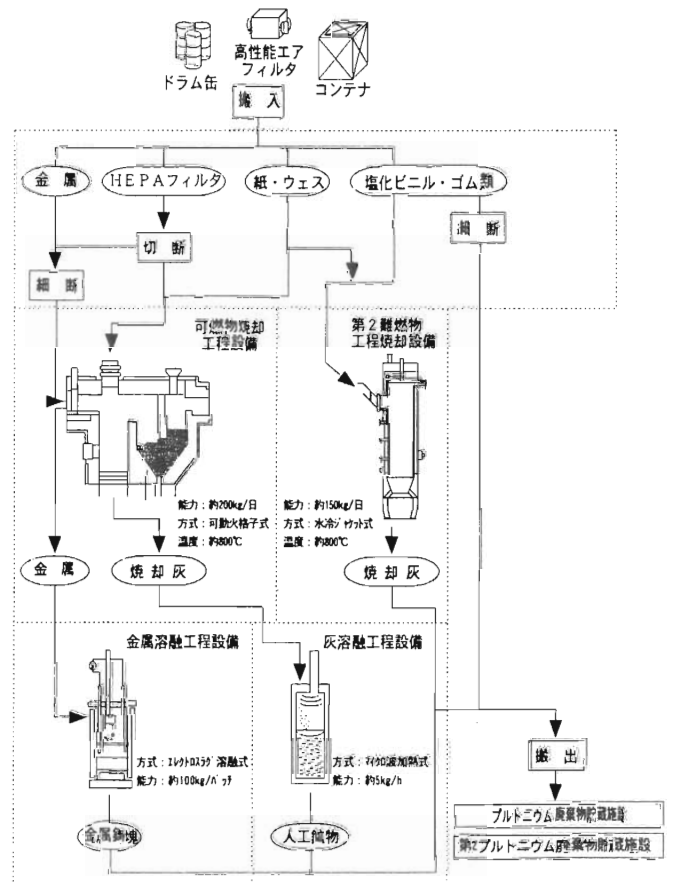 ドラム缶
高性能エア
フィルタ
コンテナ
搬 入
金 属
HEPAフィルタ
紙・ウェス
塩化ビニル・ゴム類
切 断
細 断
可燃物焼却
工程設備
第2難燃物
工程焼却設備
能力：約200kg/日
方式：可動火格子式
温度：約800℃
能力：約150kg/日
方式：水冷ジャケット式
温度：約800℃
金 属
焼 却 灰
焼 却 灰
金属溶融工程設備
灰溶融工程設備
方式：エレクトロスラグ溶融式
能力：約100kg/バッチ
方式：マイクロ波加熱式
能力：約5kg/h
搬 出
金属鋳塊
人工鉱物
プルトニウム廃棄物貯蔵施設
第2プルトニウム廃棄物貯蔵施設